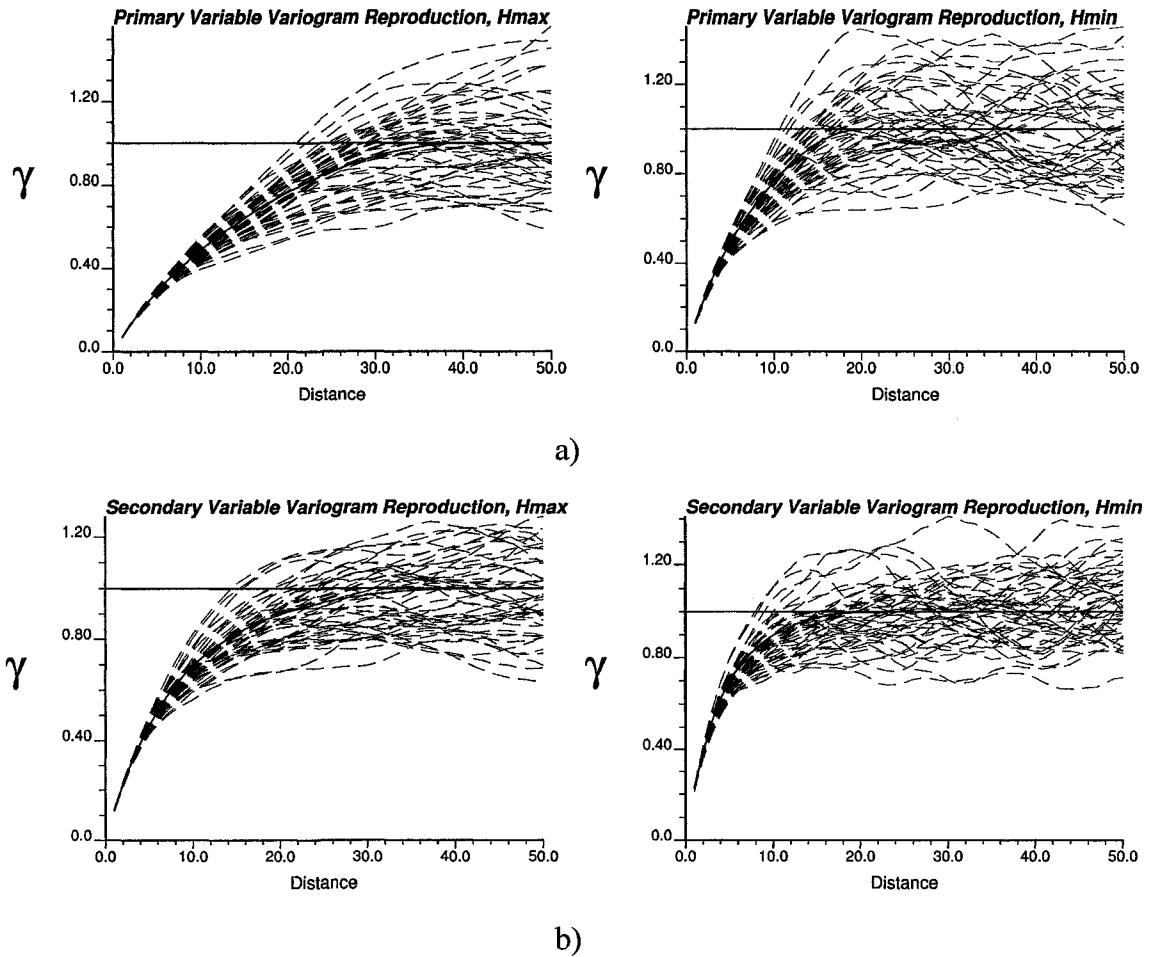 Primary Variable Variogram Reproduction, Hmax
1.20
0.80
0.40
0.0
γ
0.0 10.0 20.0 30.0 40.0 50.0
Distance
Primary Variable Variogram Reproduction, Hmin
1.20
0.80
0.40
0.0
γ
0.0 10.0 20.0 30.0 40.0 50.0
Distance
a)
Secondary Variable Variogram Reproduction, Hmax
1.20
0.80
0.40
0.0
γ
0.0 10.0 20.0 30.0 40.0 50.0
Distance
Secondary Variable Variogram Reproduction, Hmin
1.20
0.80
0.40
0.0
γ
0.0 10.0 20.0 30.0 40.0 50.0
Distance
b)